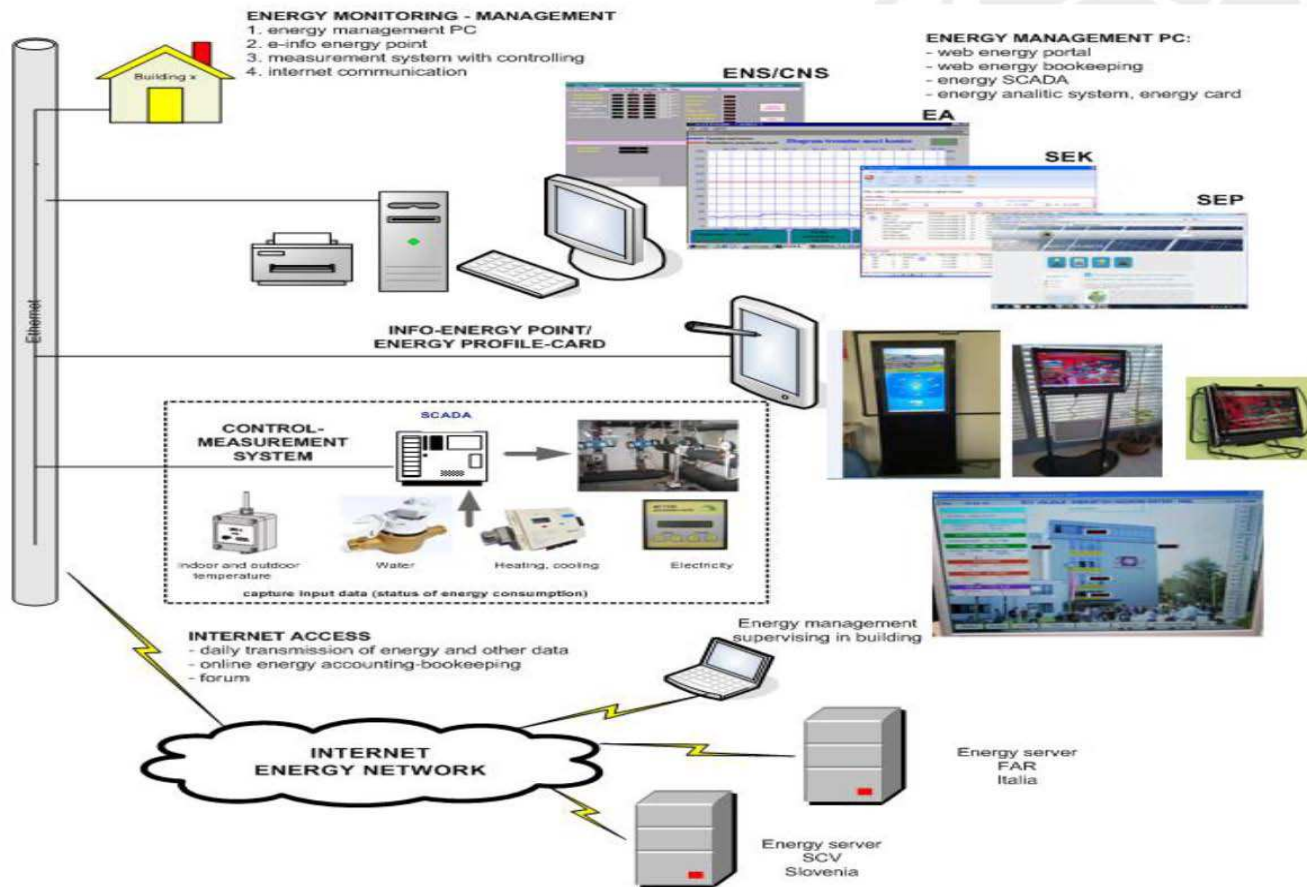 ENERGY MONITORING - MANAGEMENT
1. energy management PC
2. e-info energy point
3. measurement system with controlling
4. internet communication
ENERGY MANAGEMENT PC:
- web energy portal
- web energy bookeeping
- energy SCADA
- energy analitic system, energy card
Building x
ENS/CNS
EA
SEK
SEP
Ethernet
INFO-ENERGY POINT/
ENERGY PROFILE-CARD
SCADA
CONTROL-
MEASUREMENT
SYSTEM
Indoor and outdoor
temperature
Water
Heating, cooling
Electricity
capture input data (status of energy consumption)
INTERNET ACCESS
- daily transmission of energy and other data
- online energy accounting-bookeeping
- forum
Energy management
supervising in building
INTERNET
ENERGY NETWORK
Energy server
FAR
Italia
Energy server
SCV
Slovenia